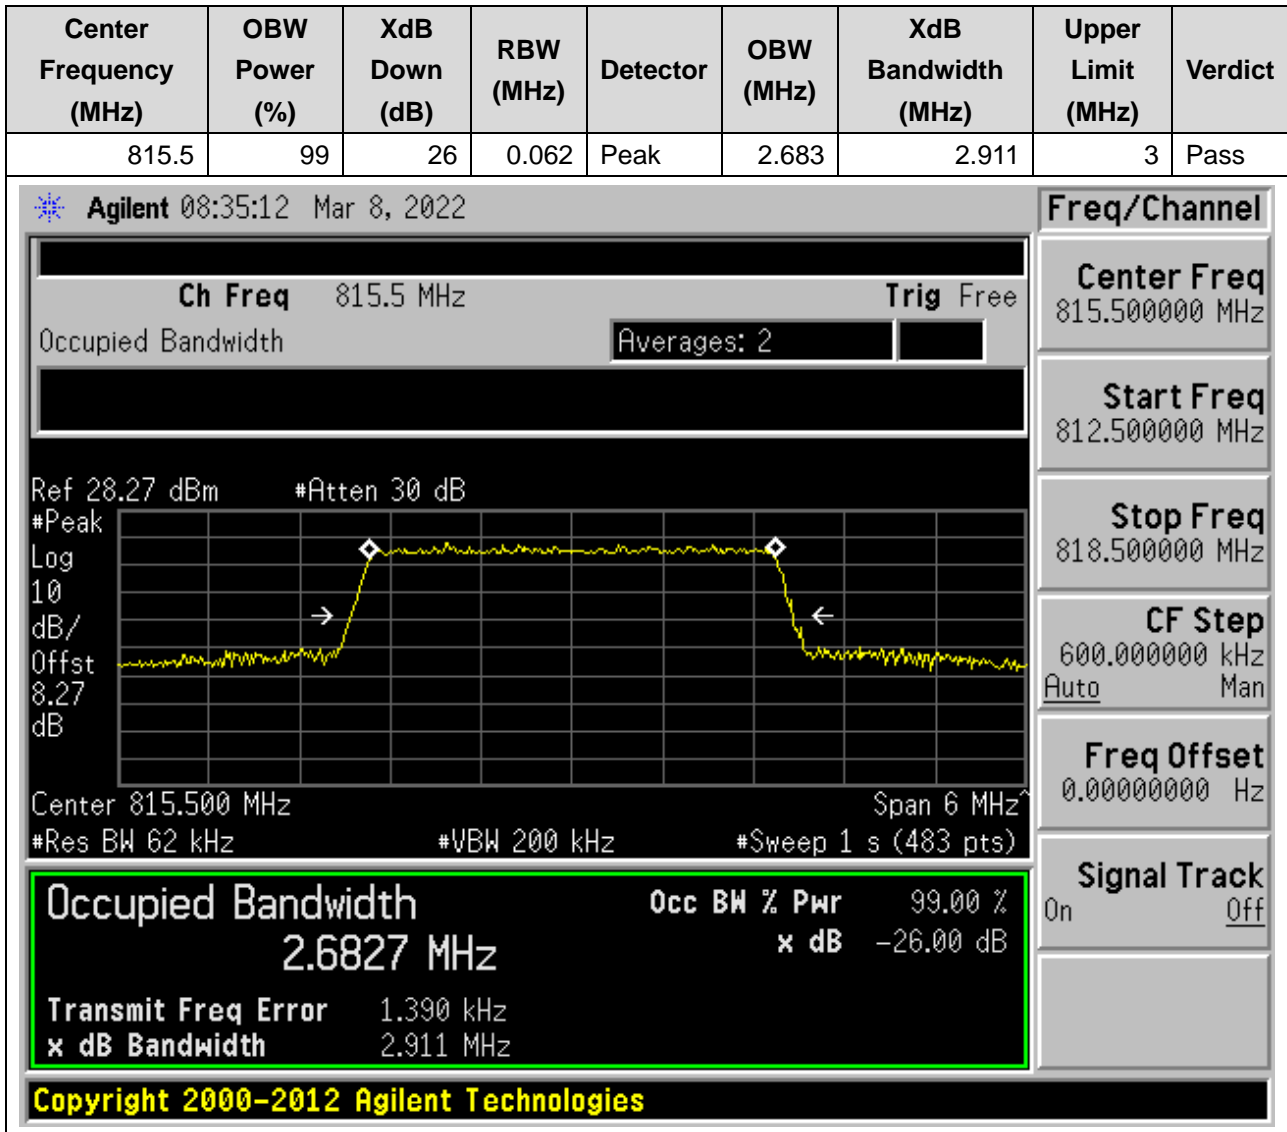 Center Frequency (MHz) OBW Power (%) XdB Down (dB) RBW (MHz) Detector OBW (MHz) XdB Bandwidth (MHz) Upper Limit (MHz) Verdict
815.5 99 26 0.062 Peak 2.683 2.911 3 Pass
Agilent 08:35:12 Mar 8, 2022
Ch Freq 815.5 MHz Trig Free
Occupied Bandwidth Averages: 2
Ref 28.27 dBm #Atten 30 dB
#Peak
Log
10
dB/
Offst
8.27
dB
Center 815.500 MHz Span 6 MHz^
#Res BW 62 kHz #VBW 200 kHz #Sweep 1 s (483 pts)
Occupied Bandwidth Occ BW % Pwr 99.00 %
2.6827 MHz x dB -26.00 dB
Transmit Freq Error 1.390 kHz
x dB Bandwidth 2.911 MHz
Copyright 2000-2012 Agilent Technologies
Freq/Channel
Center Freq
815.500000 MHz
Start Freq
812.500000 MHz
Stop Freq
818.500000 MHz
CF Step
600.000000 kHz
Auto Man
Freq Offset
0.00000000 Hz
Signal Track
On Off